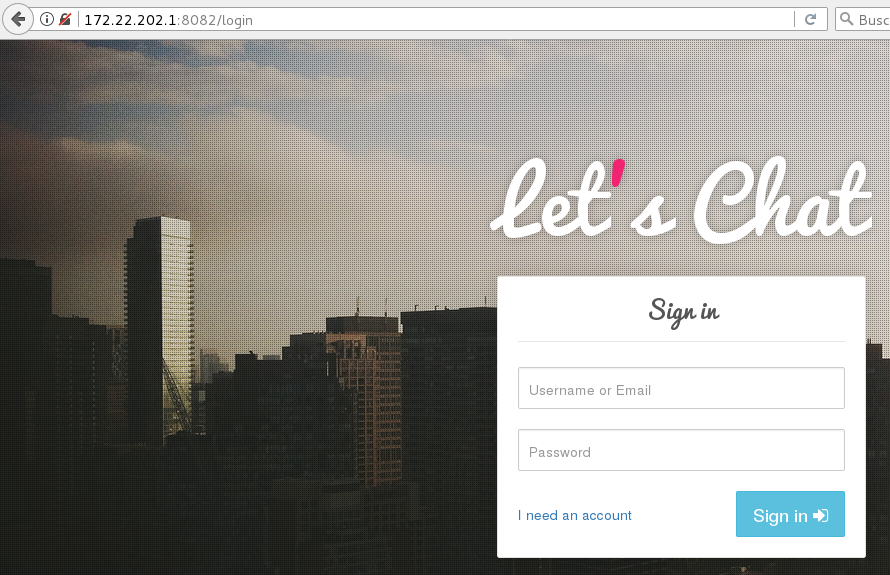 172.22.202.1:8082/login
Busc
Let's Chat
Sign in
Username or Email
Password
I need an account
Sign in